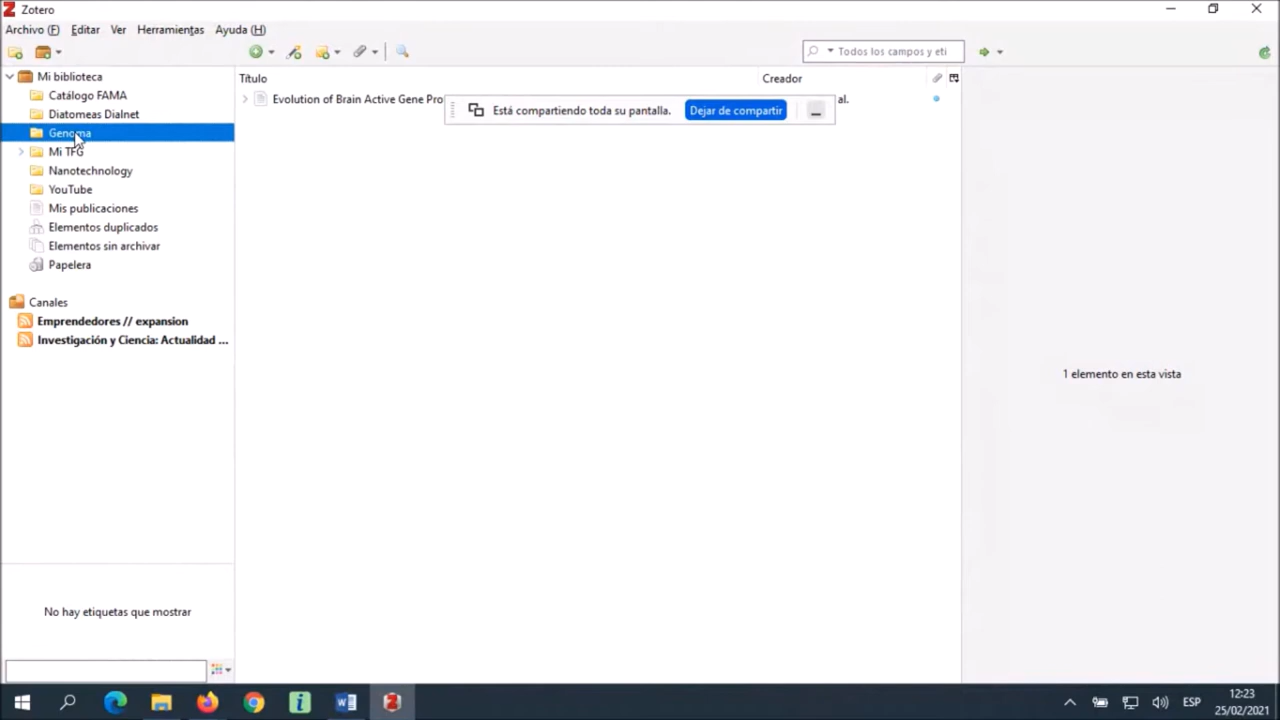 Zotero
Archivo (F) Editar Ver Herramientas Ayuda (H)
Todos los campos y eti
Mi biblioteca
Catálogo FAMA
Diatomeas Dialnet
Genoma
Mi TFG
Nanotechnology
YouTube
Mis publicaciones
Elementos duplicados
Elementos sin archivar
Papelera
Canales
Emprendedores // expansion
Investigación y Ciencia: Actualidad ...
No hay etiquetas que mostrar
Título Creador
Evolution of Brain Active Gene Pro al.
Está compartiendo toda su pantalla. Dejar de compartir
1 elemento en esta vista
ESP
12:23
25/02/2021